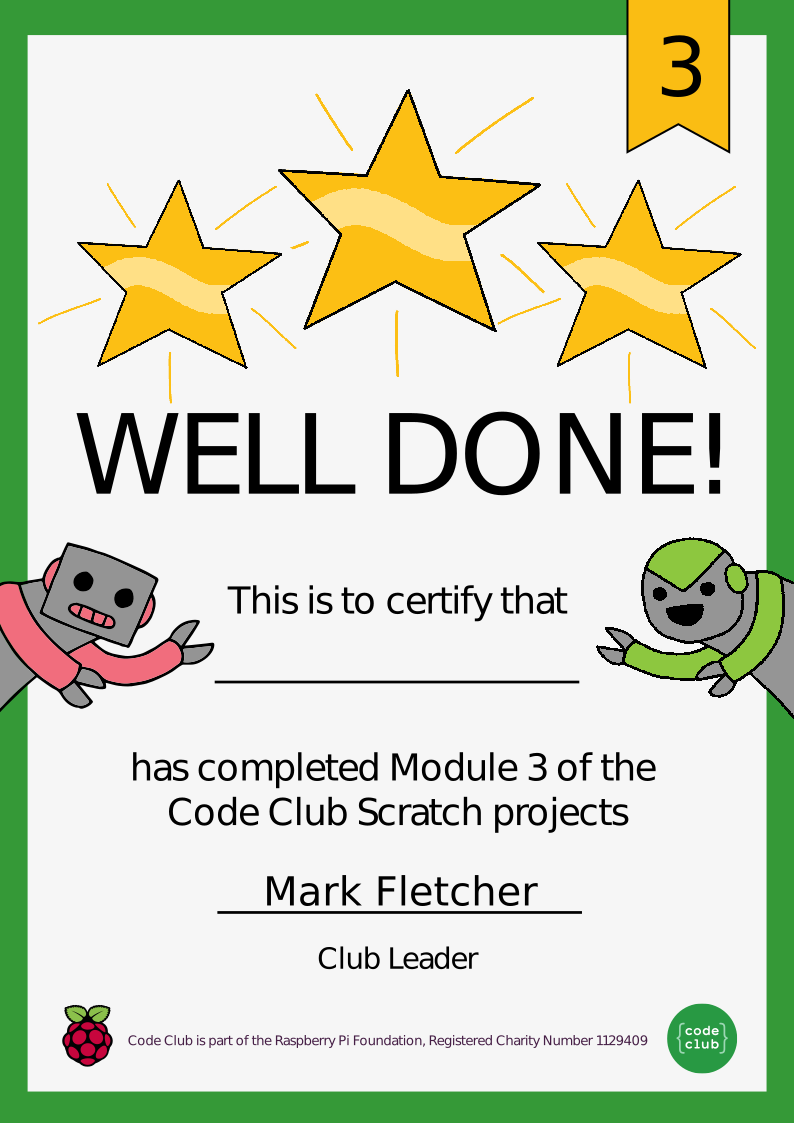 3
WELL DONE!
This is to certify that
has completed Module 3 of the
Code Club Scratch projects
Mark Fletcher
Club Leader
Code Club is part of the Raspberry Pi Foundation, Registered Charity Number 1129409
{code
club}